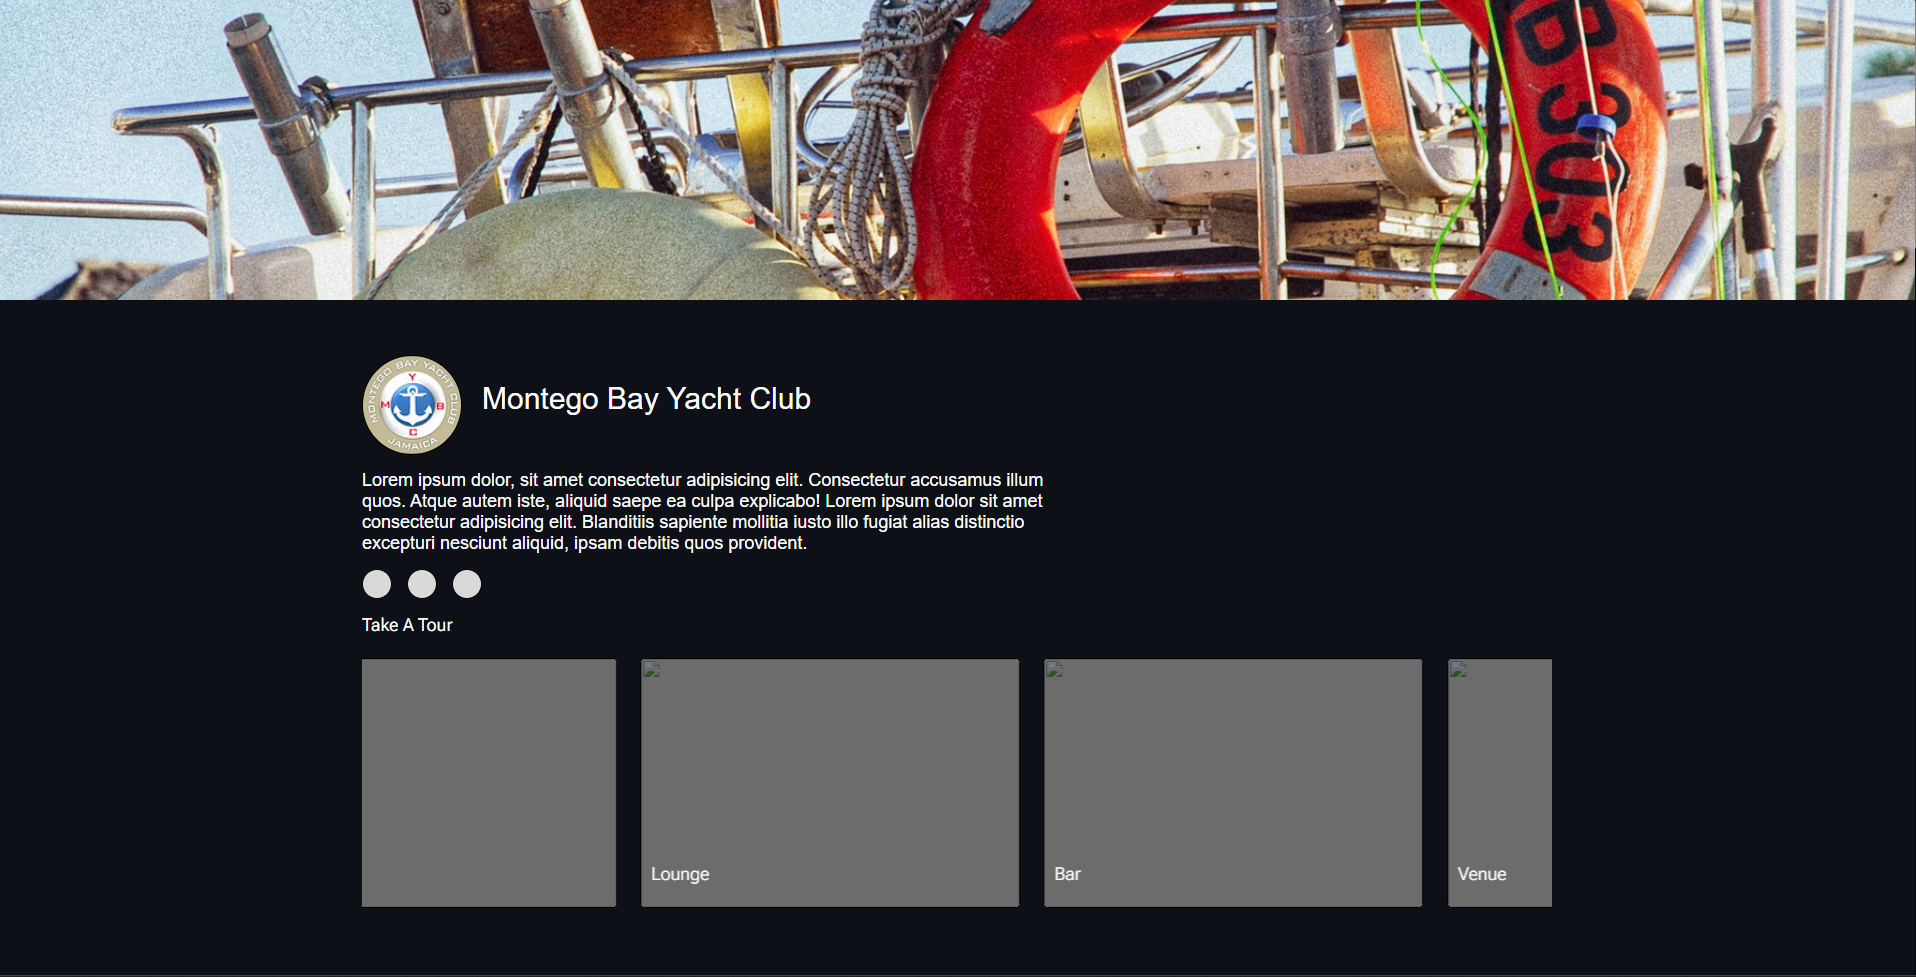 B 303
MONTEGO BAY YACHT CLUB
Y
M B
C
JAMAICA
Montego Bay Yacht Club
Lorem ipsum dolor, sit amet consectetur adipisicing elit. Consectetur accusamus illum
quos. Atque autem iste, aliquid saepe ea culpa explicabo! Lorem ipsum dolor sit amet
consectetur adipisicing elit. Blanditiis sapiente mollitia iusto illo fugiat alias distinctio
excepturi nesciunt aliquid, ipsam debitis quos provident.
Take A Tour
Lounge
Bar
Venue